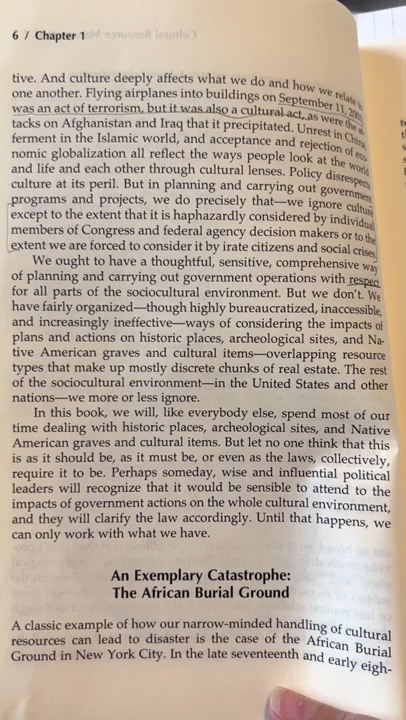 6 / Chapter 1
tive. And culture deeply affects what we do and how we relate to
one another. Flying airplanes into buildings on September 11, 2001,
was an act of terrorism, but it was also a cultural act, as were the at-
tacks on Afghanistan and Iraq that it precipitated. Unrest in China,
ferment in the Islamic world, and acceptance and rejection of eco-
nomic globalization all reflect the ways people look at the world
and life and each other through cultural lenses. Policy disrespects
culture at its peril. But in planning and carrying out government
programs and projects, we do precisely that—we ignore culture
except to the extent that it is haphazardly considered by individual
members of Congress and federal agency decision makers or to the
extent we are forced to consider it by irate citizens and social crises.
We ought to have a thoughtful, sensitive, comprehensive way
of planning and carrying out government operations with respect
for all parts of the sociocultural environment. But we don't. We
have fairly organized—though highly bureaucratized, inaccessible,
and increasingly ineffective—ways of considering the impacts of
plans and actions on historic places, archeological sites, and Na-
tive American graves and cultural items—overlapping resource
types that make up mostly discrete chunks of real estate. The rest
of the sociocultural environment—in the United States and other
nations—we more or less ignore.
In this book, we will, like everybody else, spend most of our
time dealing with historic places, archeological sites, and Native
American graves and cultural items. But let no one think that this
is as it should be, as it must be, or even as the laws, collectively,
require it to be. Perhaps someday, wise and influential political
leaders will recognize that it would be sensible to attend to the
impacts of government actions on the whole cultural environment,
and they will clarify the law accordingly. Until that happens, we
can only work with what we have.
An Exemplary Catastrophe:
The African Burial Ground
A classic example of how our narrow-minded handling of cultural
resources can lead to disaster is the case of the African Burial
Ground in New York City. In the late seventeenth and early eigh-